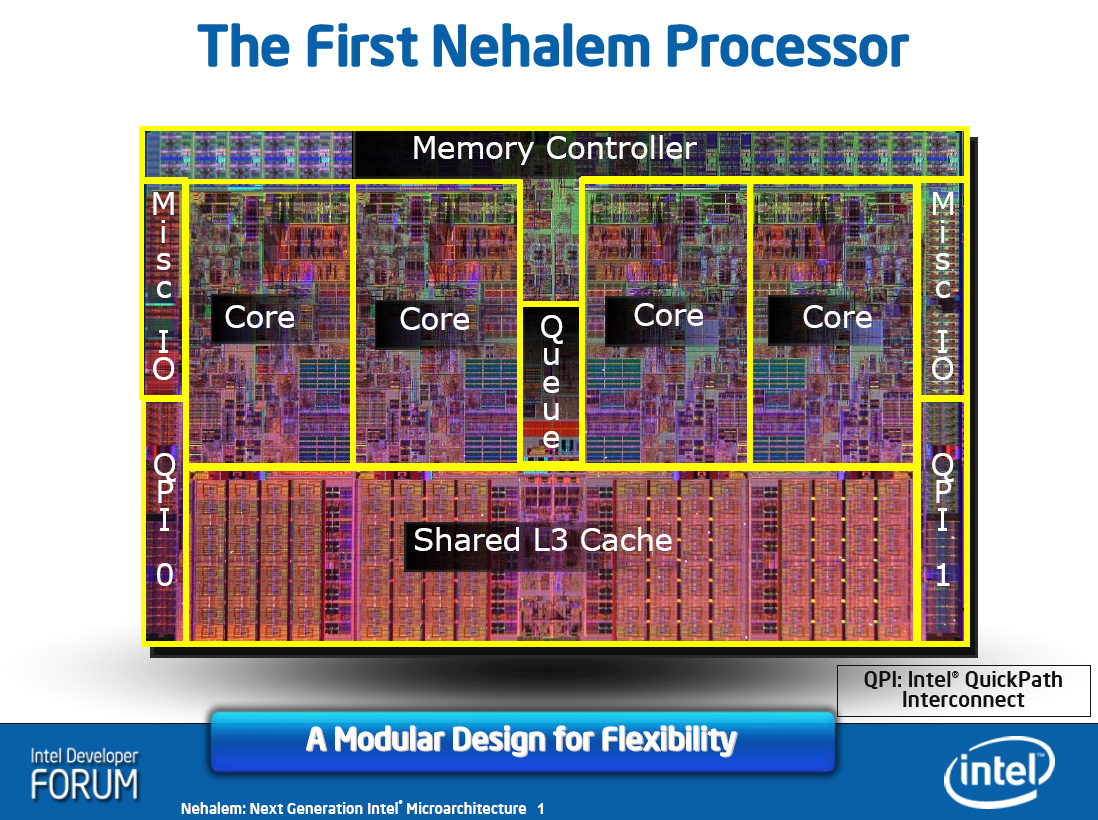 The First Nehalem Processor
Memory Controller
Misc IO
Core
Core
Queue
Core
Core
Misc IO
QPI 0
Shared L3 Cache
QPI 1
QPI: Intel® QuickPath
Interconnect
A Modular Design for Flexibility
Intel Developer
FORUM
intel
Nehalem: Next Generation Intel® Microarchitecture 1